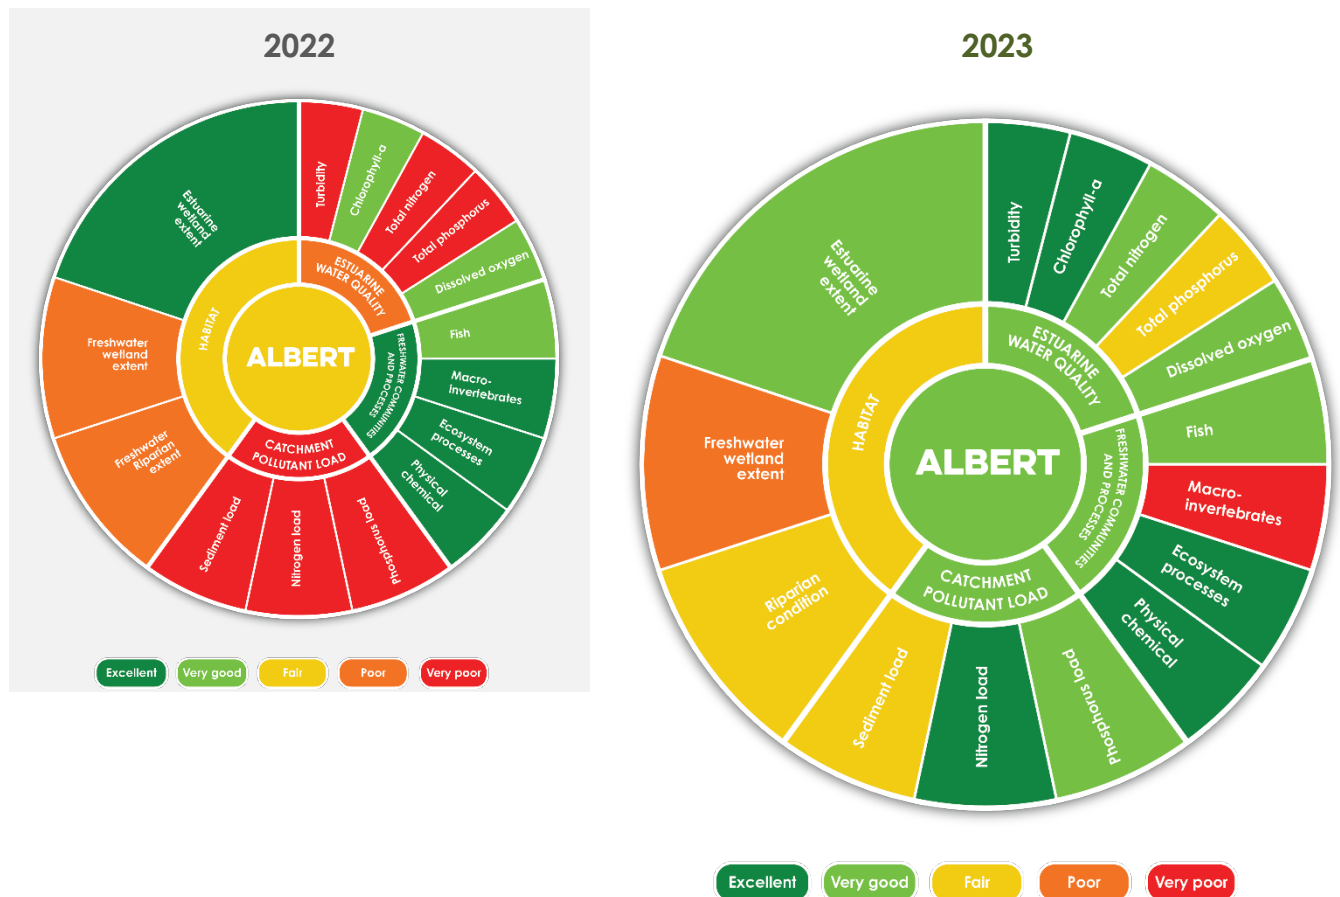 2022
Turbidity
Chlorophyll-a
Total nitrogen
Total phosphorus
Dissolved oxygen
Fish
Macro-
invertebrates
Ecosystem
processes
Physical
chemical
Phosphorus load
Nitrogen load
Sediment load
Freshwater
Riparian
extent
Freshwater
wetland
extent
Estuarine
wetland
extent
HABITAT
ESTUARINE
WATER QUALITY
FRESHWATER COMMUNITIES
AND PROCESSES
CATCHMENT
POLLUTANT LOAD
ALBERT
Excellent
Very good
Fair
Poor
Very poor
2023
Turbidity
Chlorophyll-a
Total nitrogen
Total phosphorus
Dissolved oxygen
Fish
Macro-
invertebrates
Ecosystem
processes
Physical
chemical
Phosphorus load
Nitrogen load
Sediment load
Riparian
condition
Freshwater
wetland
extent
Estuarine
wetland
extent
HABITAT
ESTUARINE
WATER QUALITY
FRESHWATER COMMUNITIES
AND PROCESSES
CATCHMENT
POLLUTANT LOAD
ALBERT
Excellent
Very good
Fair
Poor
Very poor